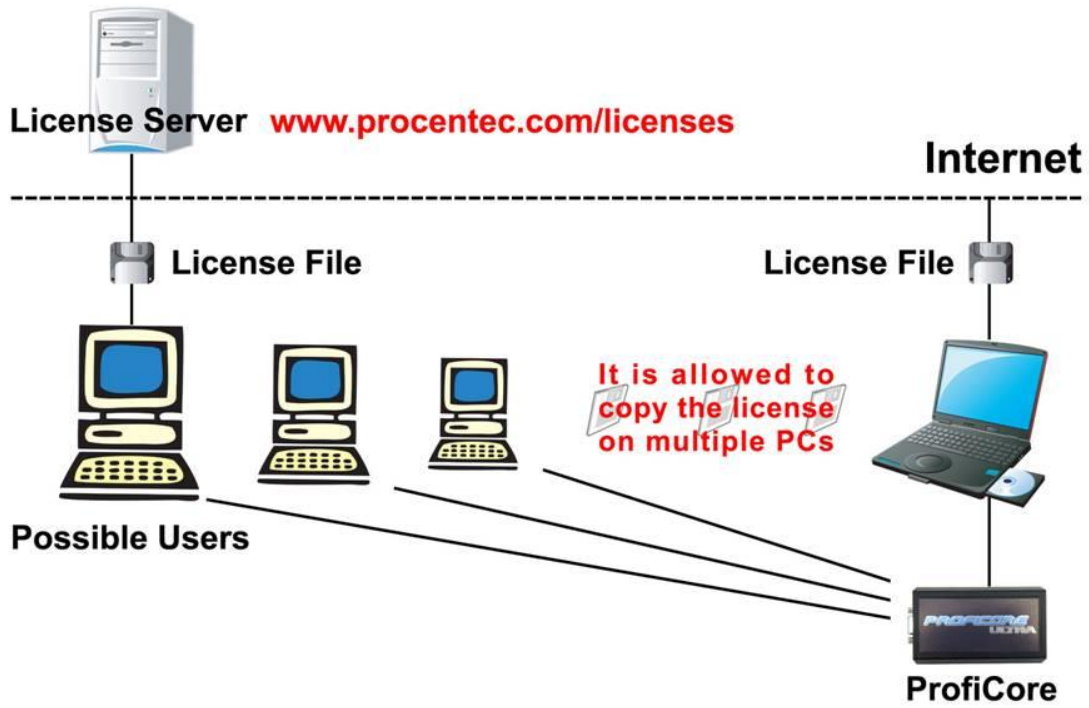 License Server www.procentec.com/licenses
Internet
License File
License File
It is allowed to
copy the license
on multiple PCs
Possible Users
PROFICORE
ULTRA
ProfiCore